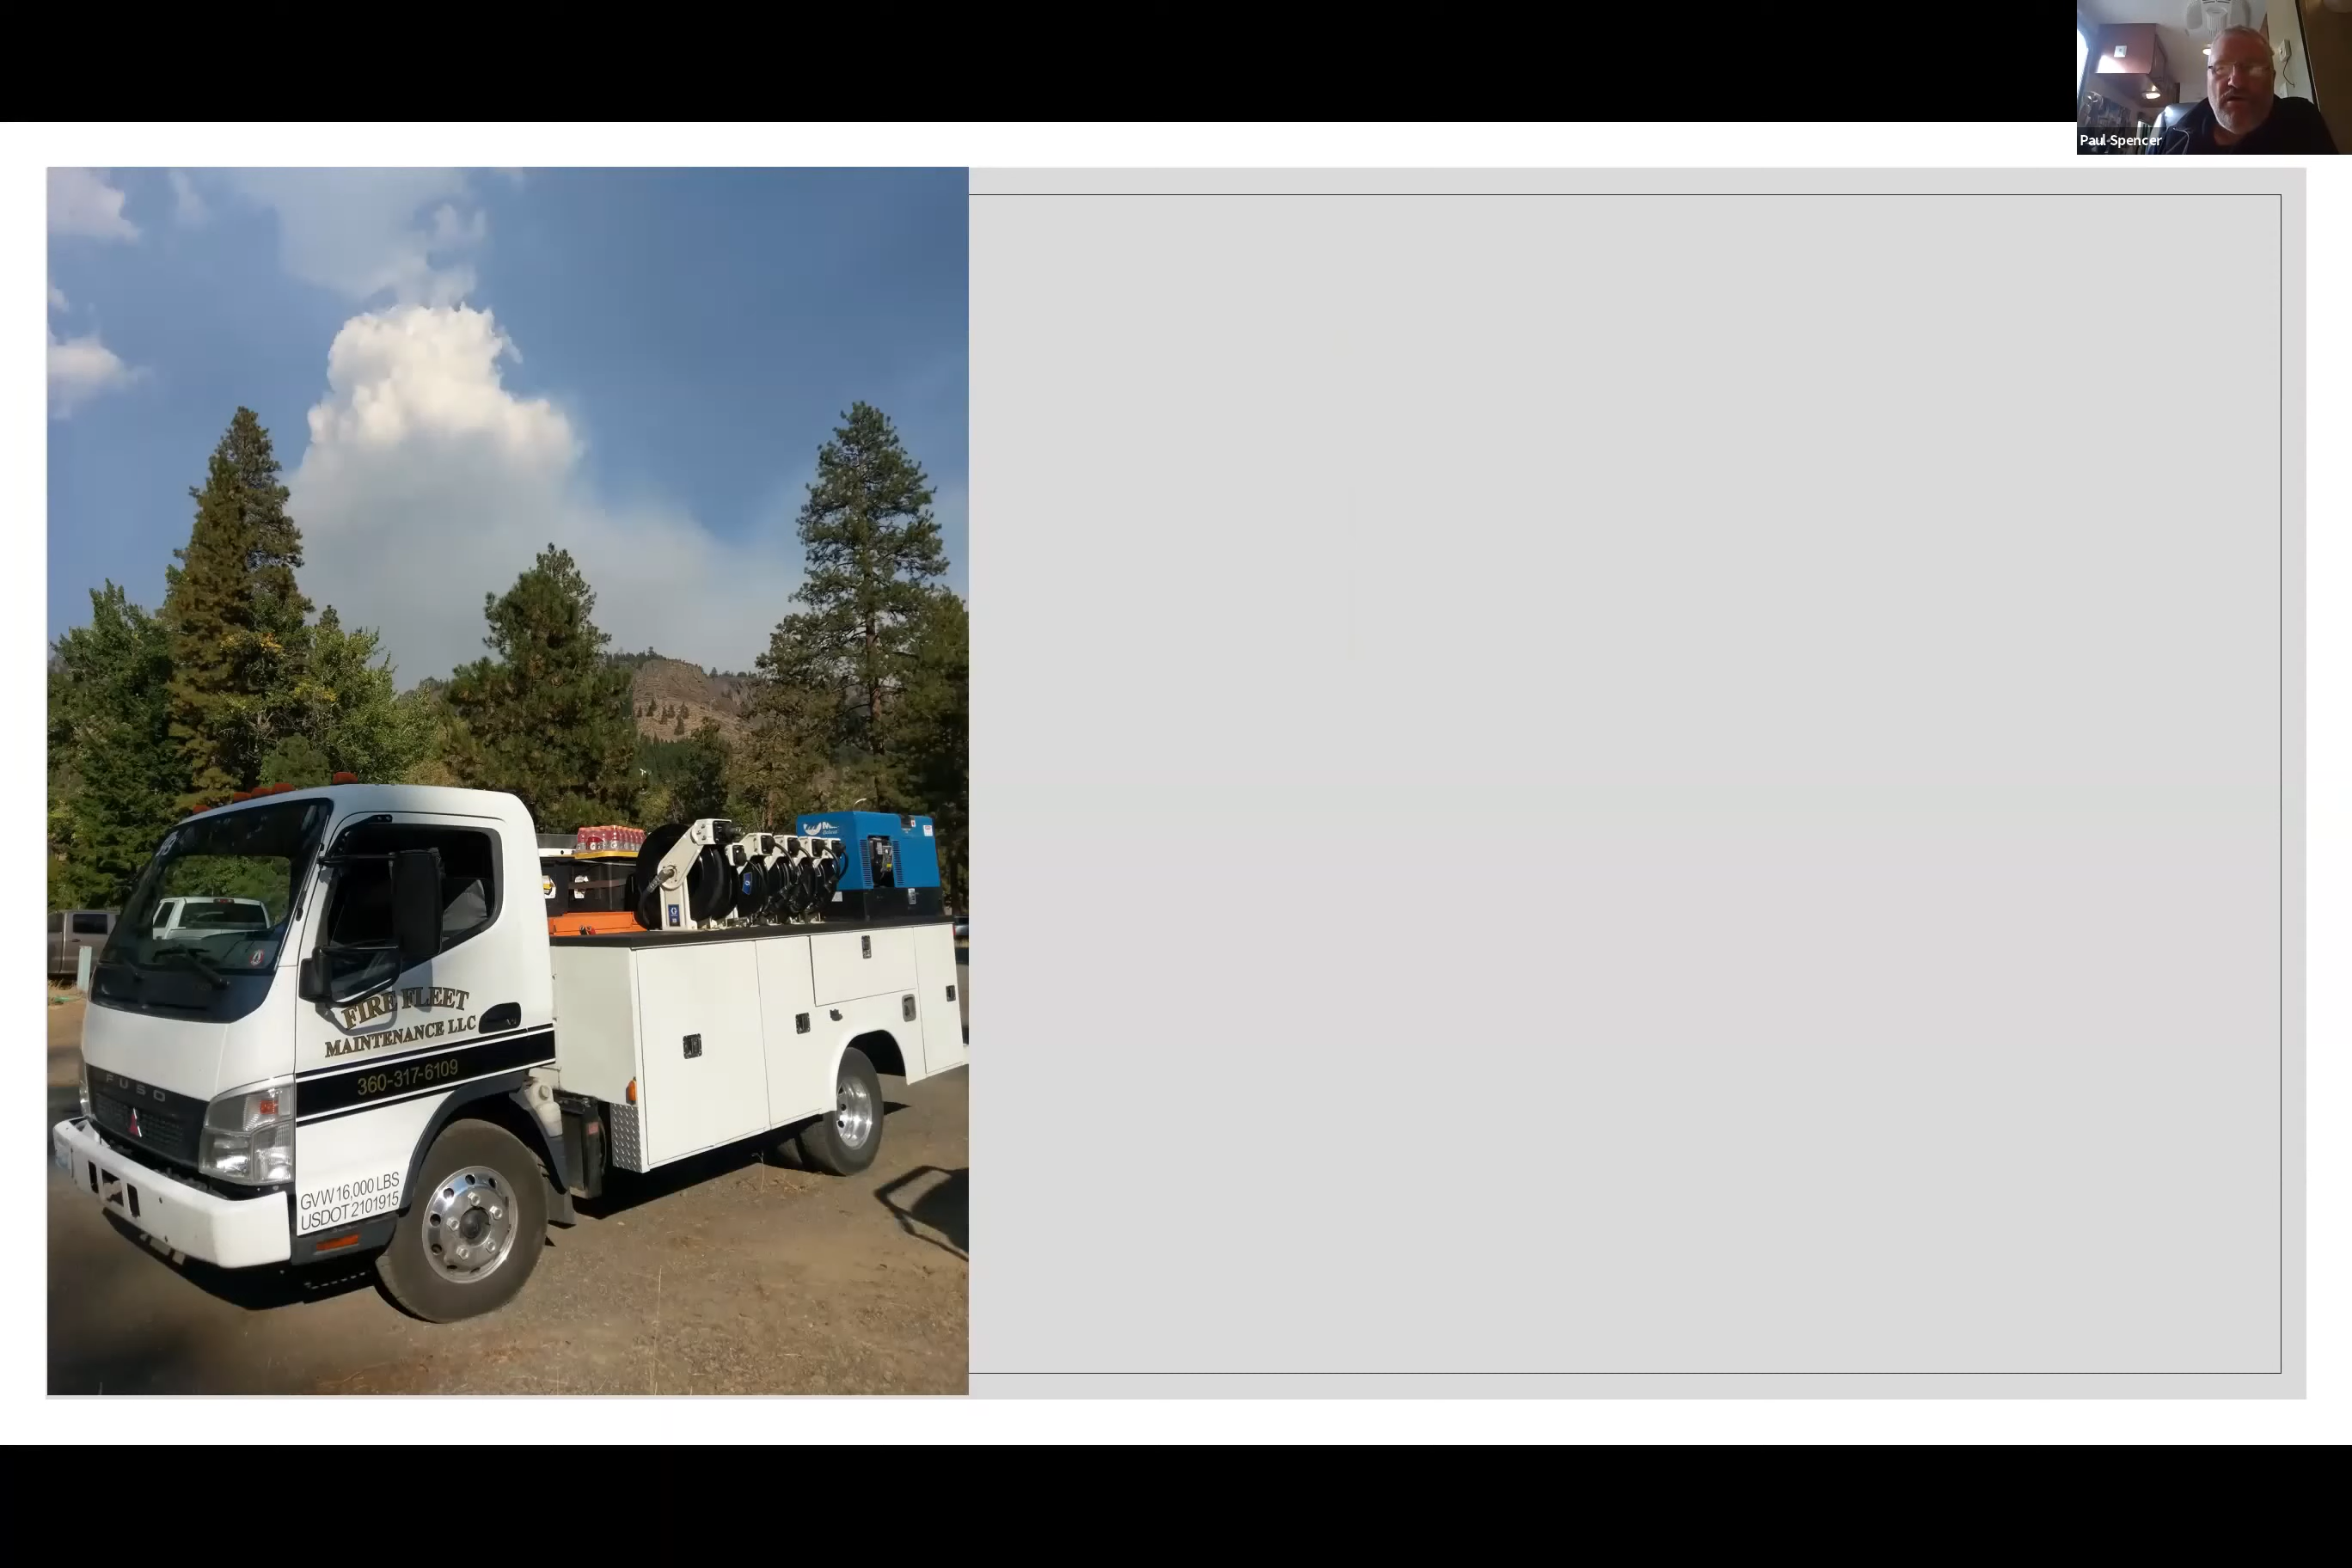 Paul Spencer
FIRE FLEET
MAINTENANCE LLC
360-317-6109
FUSO
GVW 16,000 LBS
USDOT 2101915